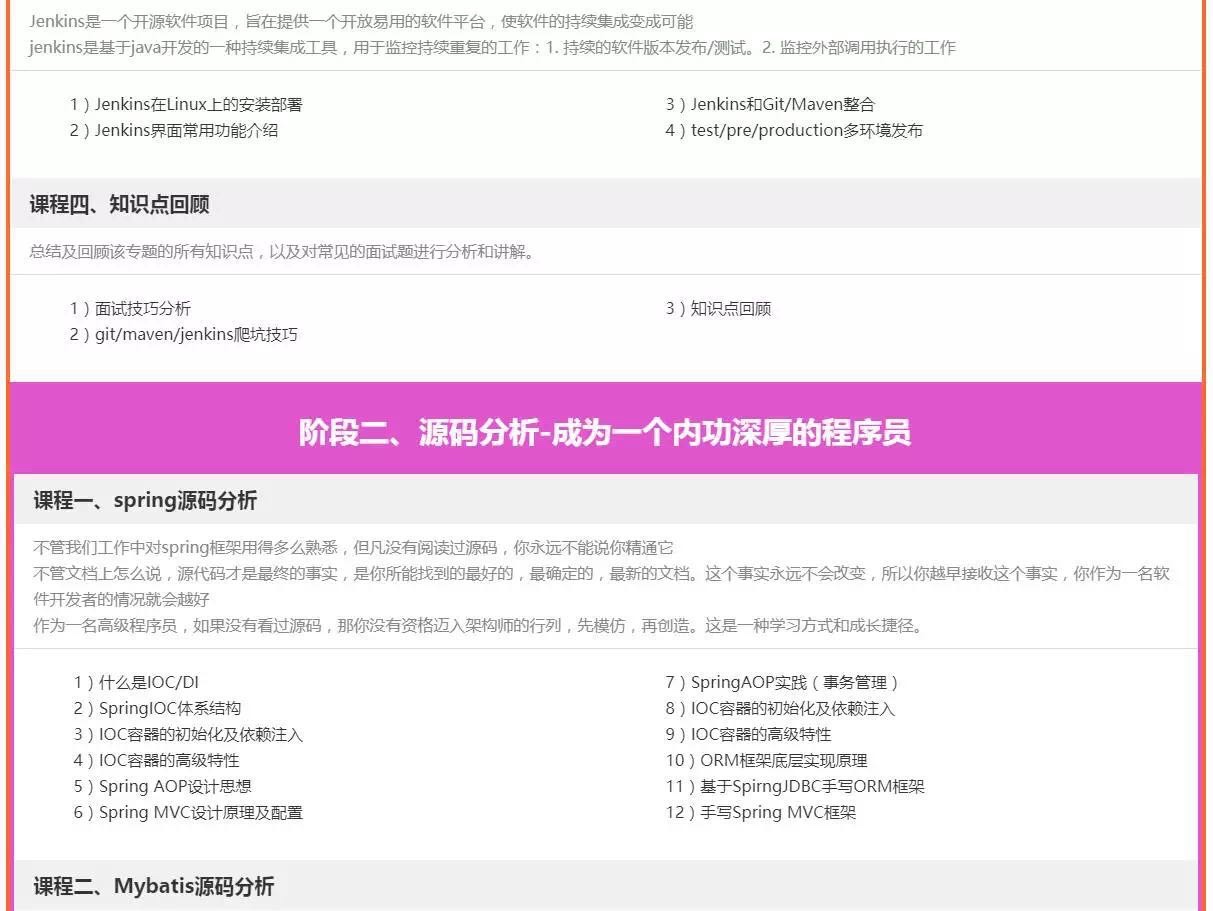 Jenkins是一个开源软件项目，旨在提供一个开放易用的软件平台，使软件的持续集成变成可能
jenkins是基于java开发的一种持续集成工具，用于监控持续重复的工作：1. 持续的软件版本发布/测试。2. 监控外部调用执行的工作
1）Jenkins在Linux上的安装部署
2）Jenkins界面常用功能介绍
3）Jenkins和Git/Maven整合
4）test/pre/production多环境发布
课程四、知识点回顾
总结及回顾该专题的所有知识点，以及对常见的面试题进行分析和讲解。
1）面试技巧分析
2）git/maven/jenkins爬坑技巧
3）知识点回顾
阶段二、源码分析-成为一个内功深厚的程序员
课程一、spring源码分析
不管我们工作中对spring框架用得多么熟悉，但凡没有阅读过源码，你永远不能说你精通它
不管文档上怎么说，源代码才是最终的事实，是你所能找到的最好的，最确定的，最新的文档。这个事实永远不会改变，所以你越早接收这个事实，你作为一名软
件开发者的情况就会越好
作为一名高级程序员，如果没有看过源码，那你没有资格迈入架构师的行列，先模仿，再创造。这是一种学习方式和成长捷径。
1）什么是IOC/DI
2）SpringIOC体系结构
3）IOC容器的初始化及依赖注入
4）IOC容器的高级特性
5）Spring AOP设计思想
6）Spring MVC设计原理及配置
7）SpringAOP实践（事务管理）
8）IOC容器的初始化及依赖注入
9）IOC容器的高级特性
10）ORM框架底层实现原理
11）基于SpirngJDBC手写ORM框架
12）手写Spring MVC框架
课程二、Mybatis源码分析